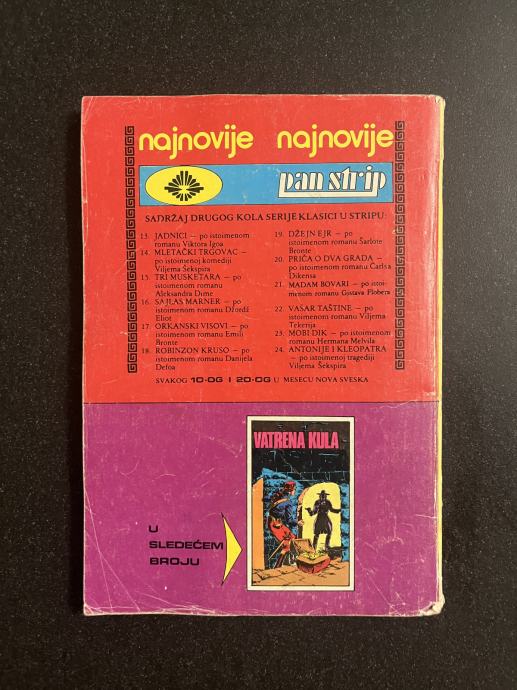 najnovije najnovije
pan strip
SADRŽAJ DRUGOG KOLA SERIJE KLASICI U STRIPU:
13. JADNICI — po istoimenom
romanu Viktora Igoa
14. MLETAČKI TRGOVAC —
po istoimenoj komediji
Viljema Šekspira
15. TRI MUSKETARA — po
istoimenom romanu
Aleksandra Dime
16. SAJLAS MARNER — po
istoimenom romanu Džordž
Eliot
17. ORKANSKI VISOVI — po
istoimenom romanu Emili
Bronte
18. ROBINZON KRUSO — po
istoimenom romanu Danijela
Defoa
19. DŽEJN EJR — po
istoimenom romanu Šarlote
Bronte
20. PRIČA O DVA GRADA —
po istoimenom romanu Čarlsa
Dikensa
21. MADAM BOVARI — po istoi-
menom romanu Gistava Flobera
22. VAŠAR TAŠTINE — po
istoimenom romanu Viljema
Tekerija
23. MOBI DIK — po istoimenom
romanu Hermana Melvila
24. ANTONIJE I KLEOPATRA
— po istoimenoj tragediji
Viljema Šekspira
SVAKOG 10-OG I 20-OG U MESECU NOVA SVESKA
VATRENA KULA
U
SLEDEĆEM
BROJU